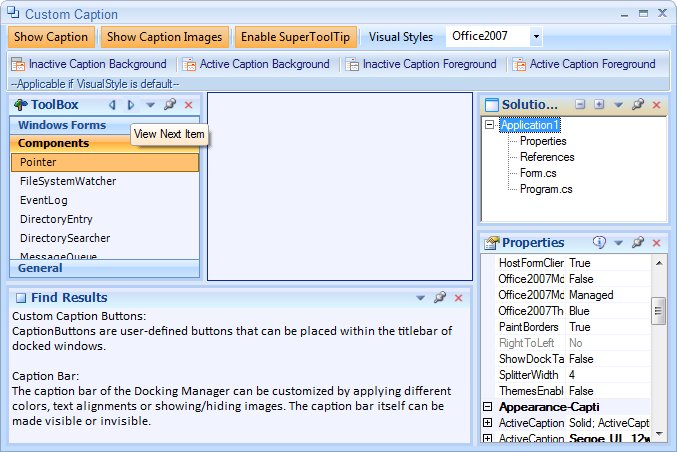 Custom Caption
Show Caption Show Caption Images Enable SuperToolTip Visual Styles Office2007
Inactive Caption Background Active Caption Background Inactive Caption Foreground Active Caption Foreground
--Applicable if VisualStyle is default--
ToolBox
Windows Forms
View Next Item
Components
Pointer
FileSystemWatcher
EventLog
DirectoryEntry
DirectorySearcher
MessageQueue
General
Solutio...
Application1
Properties
References
Form.cs
Program.cs
Find Results
Custom Caption Buttons:
CaptionButtons are user-defined buttons that can be placed within the titlebar of
docked windows.
Caption Bar:
The caption bar of the Docking Manager can be customized by applying different
colors, text alignments or showing/hiding images. The caption bar itself can be
made visible or invisible.
Properties
HostFormClier True
Office2007Mc False
Office2007Mc Managed
Office2007Th Blue
PaintBorders True
RightToLeft No
ShowDockTa False
SplitterWidth 4
ThemesEnabl False
Appearance-Capti
ActiveCaption Solid; ActiveCapt
ActiveCaption Segoe UI, 12w